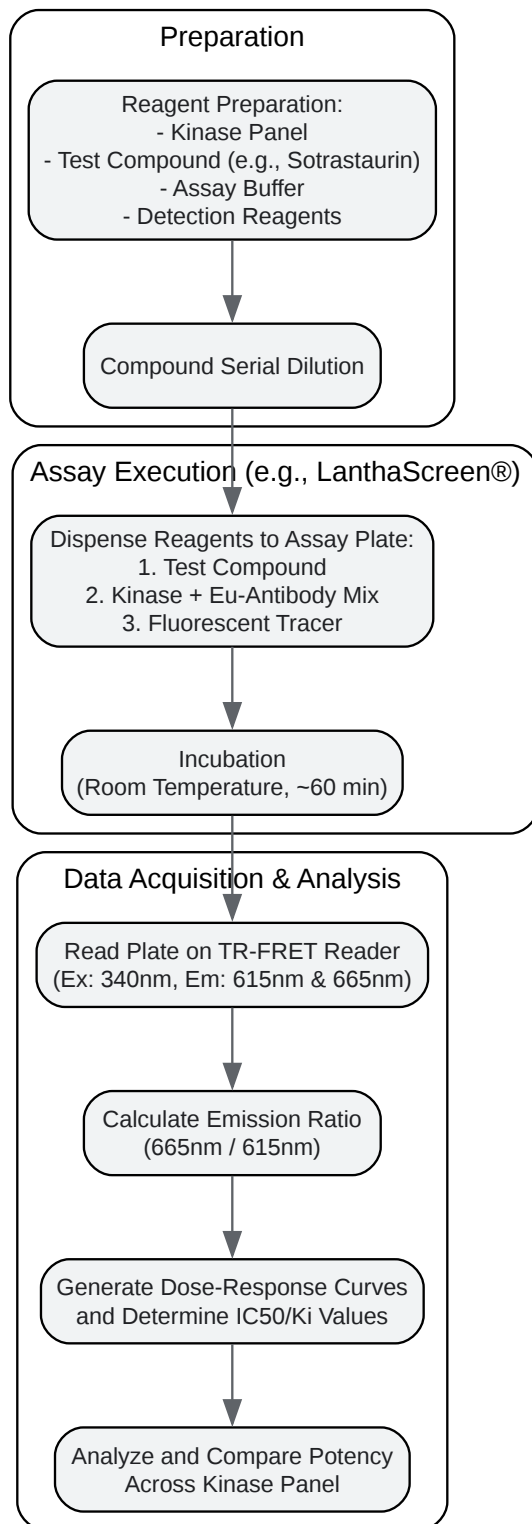 Preparation
Reagent Preparation:
- Kinase Panel
- Test Compound (e.g., Sotrastaurin)
- Assay Buffer
- Detection Reagents
Compound Serial Dilution
Assay Execution (e.g., LanthaScreen®)
Dispense Reagents to Assay Plate:
1. Test Compound
2. Kinase + Eu-Antibody Mix
3. Fluorescent Tracer
Incubation
(Room Temperature, ~60 min)
Data Acquisition & Analysis
Read Plate on TR-FRET Reader
(Ex: 340nm, Em: 615nm & 665nm)
Calculate Emission Ratio
(665nm / 615nm)
Generate Dose-Response Curves
and Determine IC50/Ki Values
Analyze and Compare Potency
Across Kinase Panel